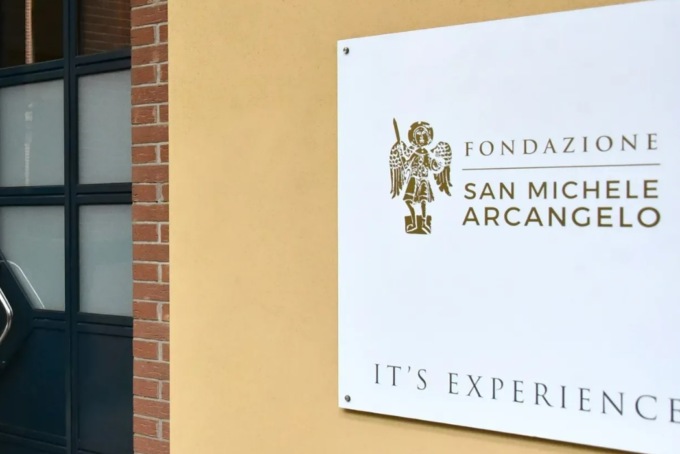 FONDAZIONE
SAN MICHELE
ARCANGELO
IT'S EXPERIENCE